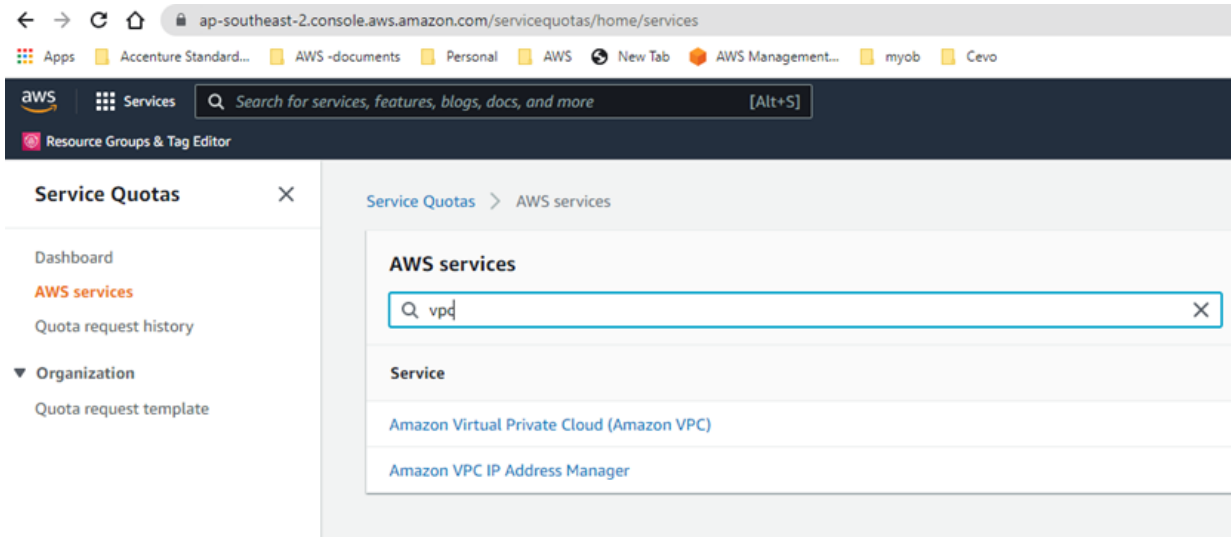 ap-southeast-2.console.aws.amazon.com/servicequotas/home/services
Apps Accenture Standard... AWS -documents Personal AWS New Tab AWS Management... myob Cevo
aws Services Search for services, features, blogs, docs, and more [Alt+S]
Resource Groups & Tag Editor
Service Quotas
Dashboard
AWS services
Quota request history
Organization
Quota request template
Service Quotas > AWS services
AWS services
vpc
Service
Amazon Virtual Private Cloud (Amazon VPC)
Amazon VPC IP Address Manager